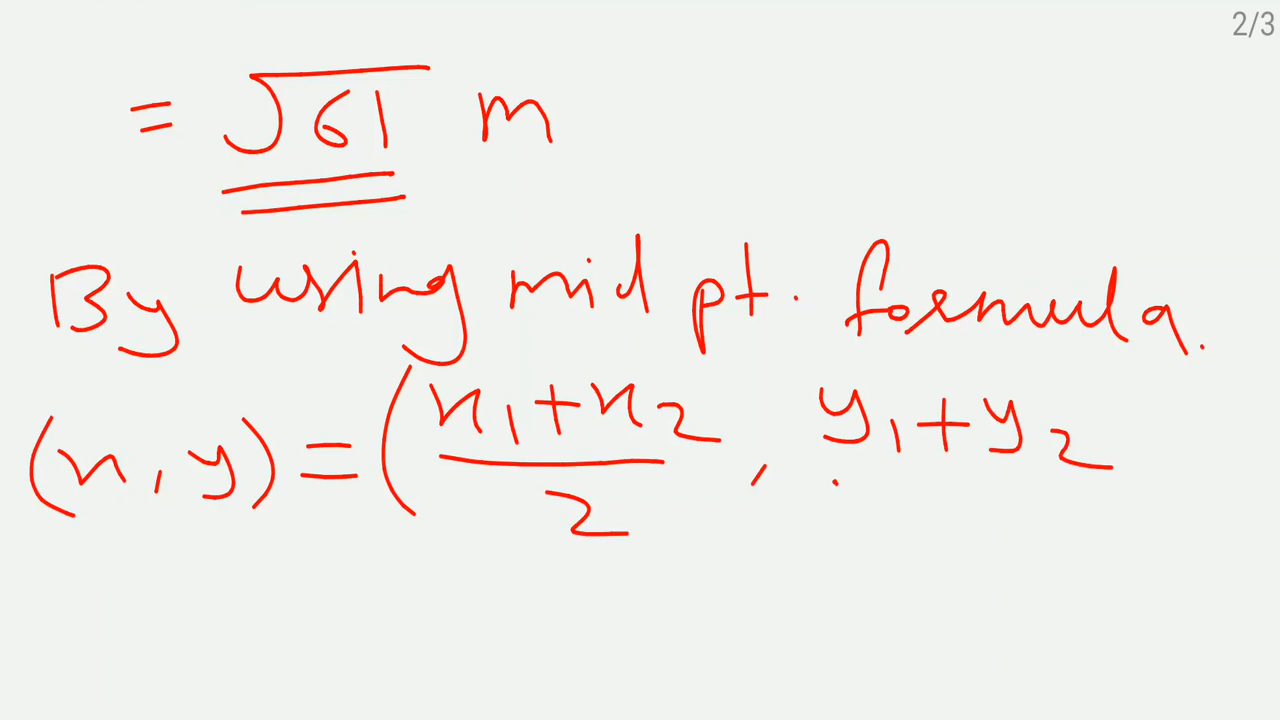 2/3
= √61 m
By using mid pt. formula.
(x, y) = (x₁+x₂/2, y₁+y₂